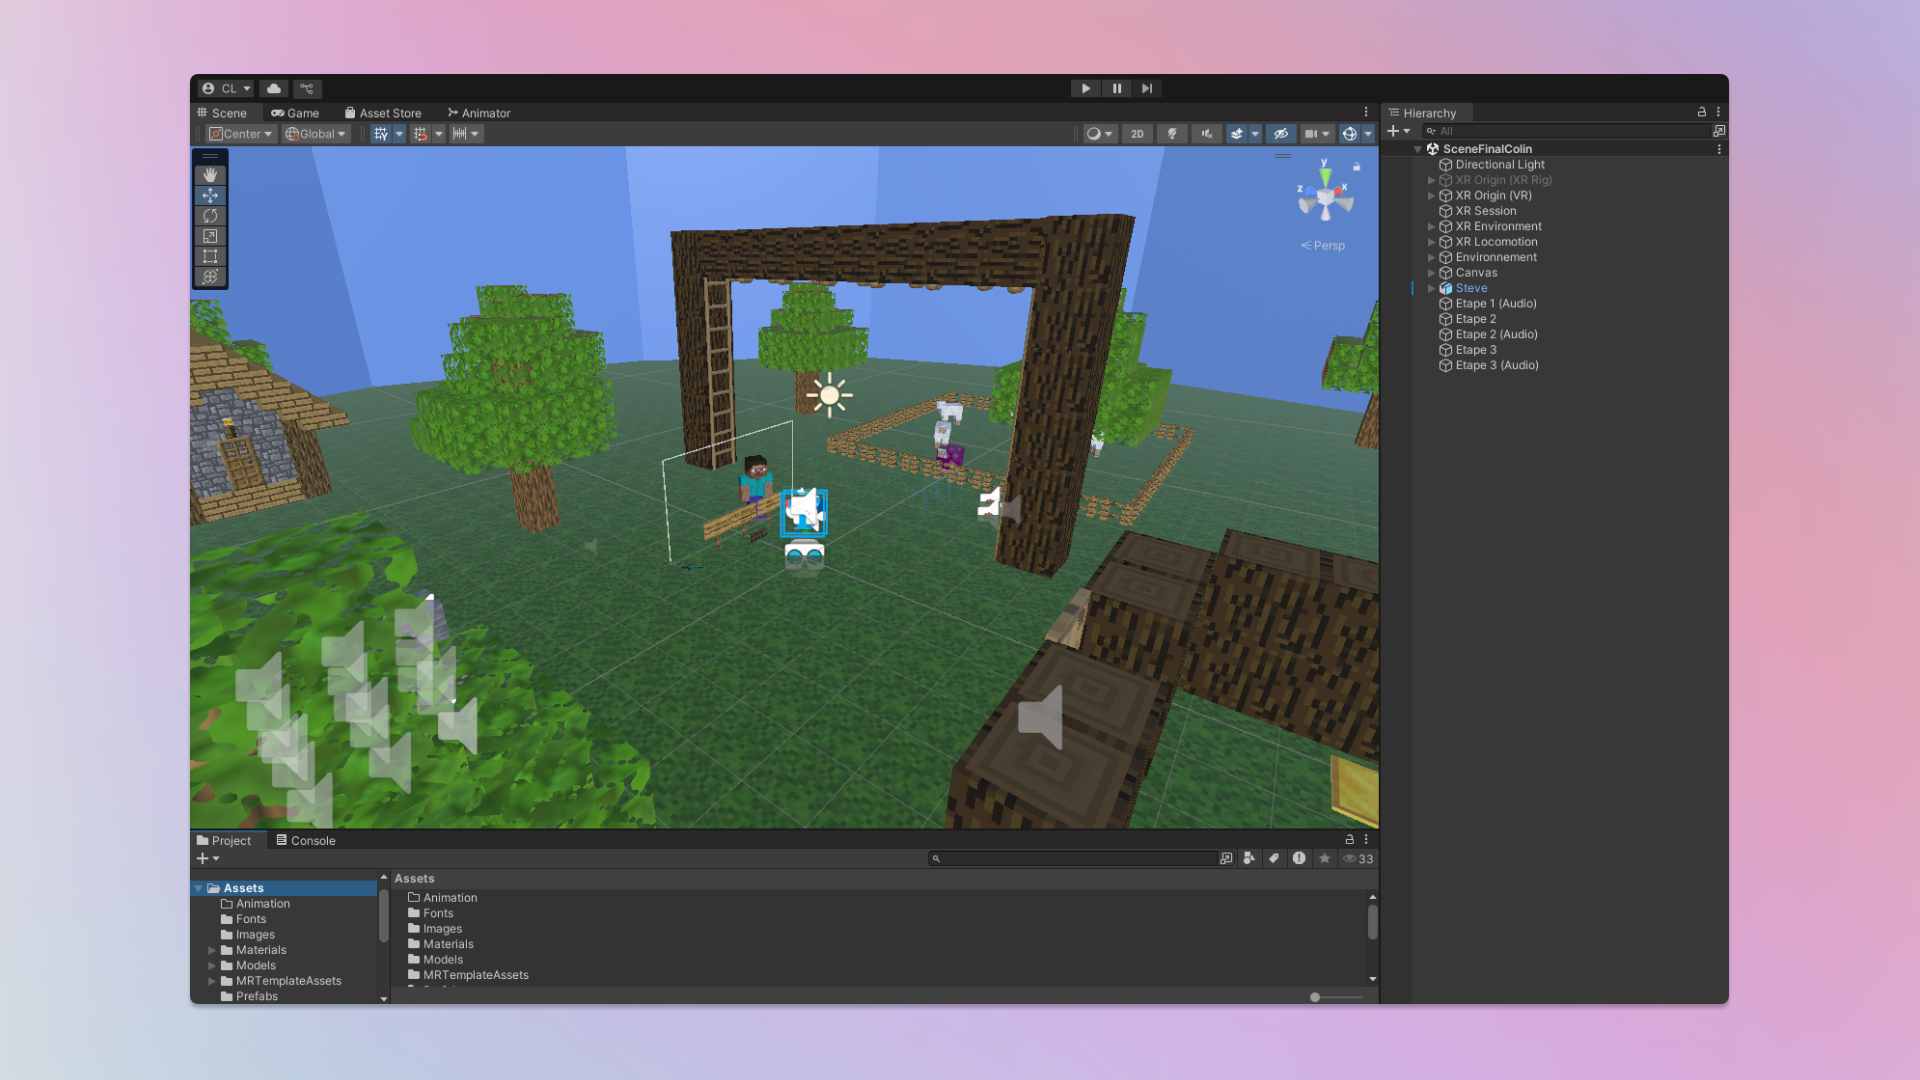 CL
Scene
Game
Asset Store
Animator
Center
Global
2D
y
z
x
Persp
Hierarchy
All
SceneFinalColin
Directional Light
XR Origin (XR Rig)
XR Origin (VR)
XR Session
XR Environment
XR Locomotion
Environnement
Canvas
Steve
Etape 1 (Audio)
Etape 2
Etape 2 (Audio)
Etape 3
Etape 3 (Audio)
Project
Console
33
Assets
Animation
Fonts
Images
Materials
Models
MRTemplateAssets
Prefabs
Assets
Animation
Fonts
Images
Materials
Models
MRTemplateAssets